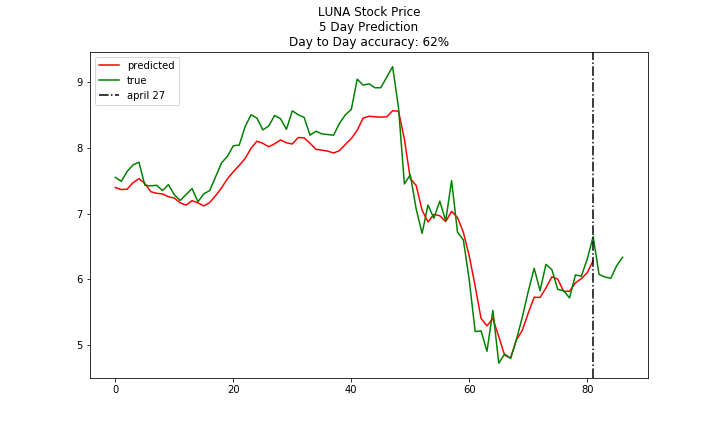 LUNA Stock Price
5 Day Prediction
Day to Day accuracy: 62%
predicted
true
april 27
9
8
7
6
5
0 20 40 60 80